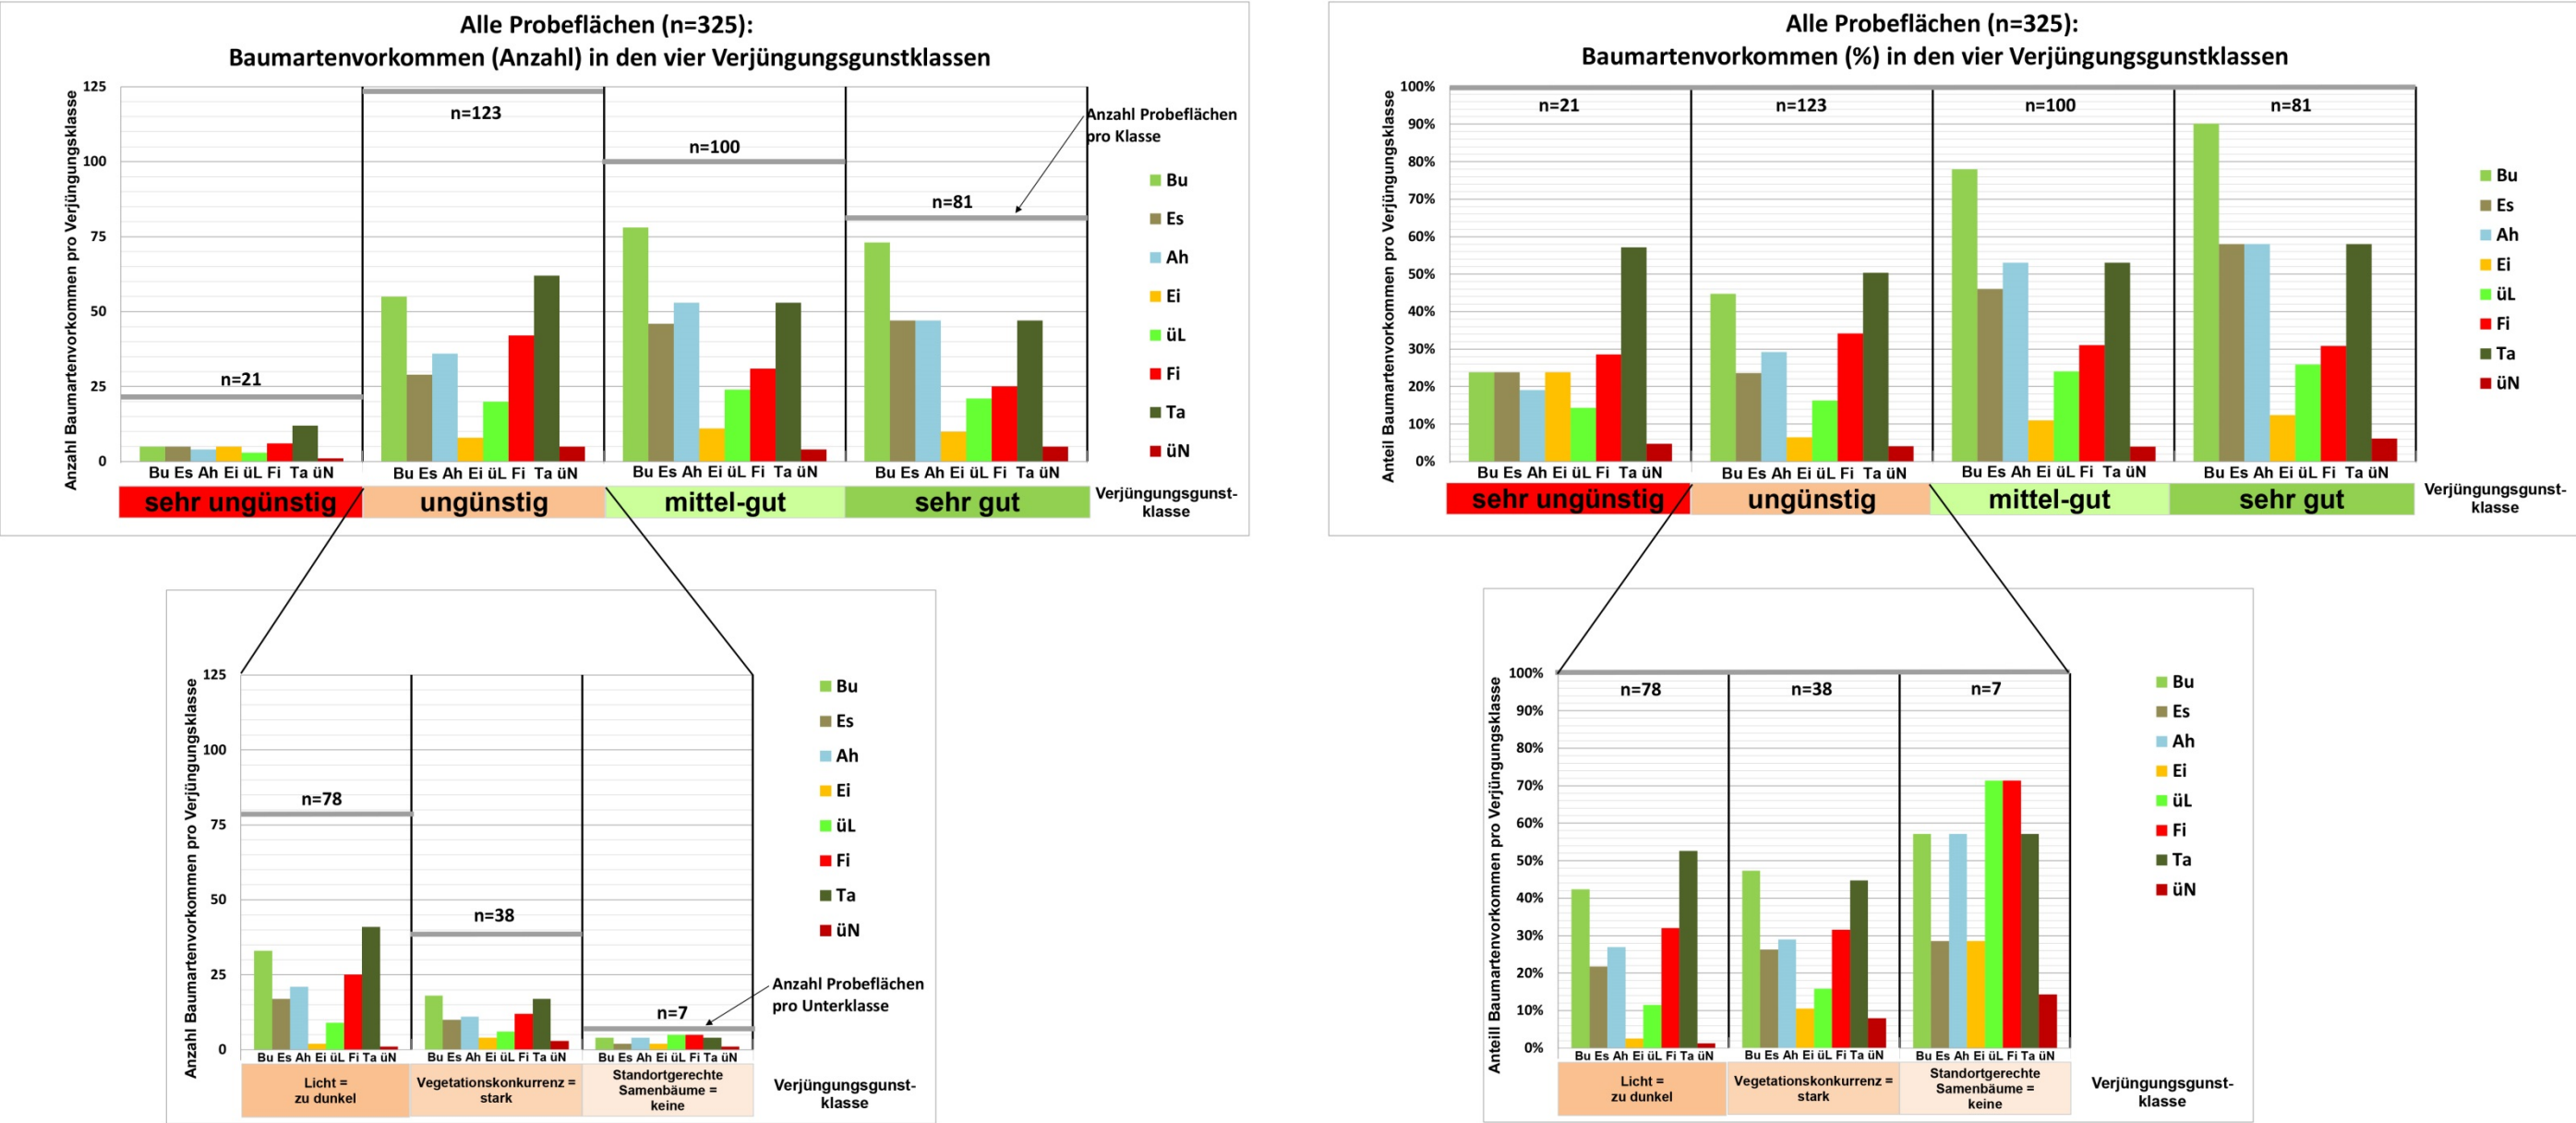 Alle Probeflächen (n=325):
Baumartenvorkommen (Anzahl) in den vier Verjüngungsgunstklassen
Anzahl Baumartenvorkommen pro Verjüngungsklasse
125
100
75
50
25
0
n=21
n=123
n=100
n=81
Anzahl Probeflächen
pro Klasse
Bu
Es
Ah
Ei
üL
Fi
Ta
üN
Bu Es Ah Ei üL Fi Ta üN
Bu Es Ah Ei üL Fi Ta üN
Bu Es Ah Ei üL Fi Ta üN
Bu Es Ah Ei üL Fi Ta üN
sehr ungünstig
ungünstig
mittel-gut
sehr gut
Verjüngungsgunst-
klasse
Alle Probeflächen (n=325):
Baumartenvorkommen (%) in den vier Verjüngungsgunstklassen
Anteil Baumartenvorkommen pro Verjüngungsklasse
100%
90%
80%
70%
60%
50%
40%
30%
20%
10%
0%
n=21
n=123
n=100
n=81
Bu
Es
Ah
Ei
üL
Fi
Ta
üN
Bu Es Ah Ei üL Fi Ta üN
Bu Es Ah Ei üL Fi Ta üN
Bu Es Ah Ei üL Fi Ta üN
Bu Es Ah Ei üL Fi Ta üN
sehr ungünstig
ungünstig
mittel-gut
sehr gut
Verjüngungsgunst-
klasse
Anzahl Baumartenvorkommen pro Verjüngungsklasse
125
100
75
50
25
0
n=78
n=38
n=7
Anzahl Probeflächen
pro Unterklasse
Bu
Es
Ah
Ei
üL
Fi
Ta
üN
Bu Es Ah Ei üL Fi Ta üN
Bu Es Ah Ei üL Fi Ta üN
Bu Es Ah Ei üL Fi Ta üN
Licht =
zu dunkel
Vegetationskonkurrenz =
stark
Standortgerechte
Samenbäume =
keine
Verjüngungsgunst-
klasse
Anteill Baumartenvorkommen pro Verjüngungsklasse
100%
90%
80%
70%
60%
50%
40%
30%
20%
10%
0%
n=78
n=38
n=7
Bu
Es
Ah
Ei
üL
Fi
Ta
üN
Bu Es Ah Ei üL Fi Ta üN
Bu Es Ah Ei üL Fi Ta üN
Bu Es Ah Ei üL Fi Ta üN
Licht =
zu dunkel
Vegetationskonkurrenz =
stark
Standortgerechte
Samenbäume =
keine
Verjüngungsgunst-
klasse